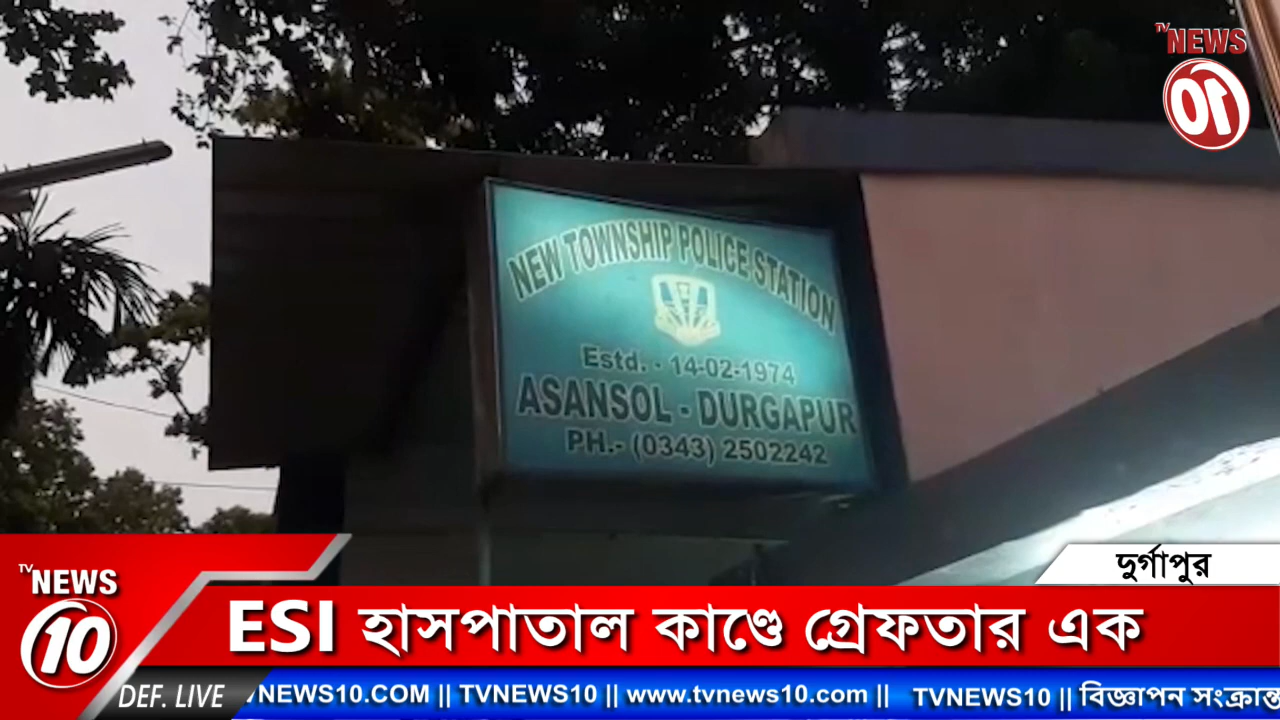 TV NEWS
10
NEW TOWNSHIP POLICE STATION
Estd. - 14-02-1974
ASANSOL - DURGAPUR
PH.- (0343) 2502242
দুর্গাপুর
TV NEWS
10
ESI হাসপাতাল কাণ্ডে গ্রেফতার এক
DEF. LIVE
VNEWS10.COM || TVNEWS10 || www.tvnews10.com || TVNEWS10 || বিজ্ঞাপন সংক্রান্ত